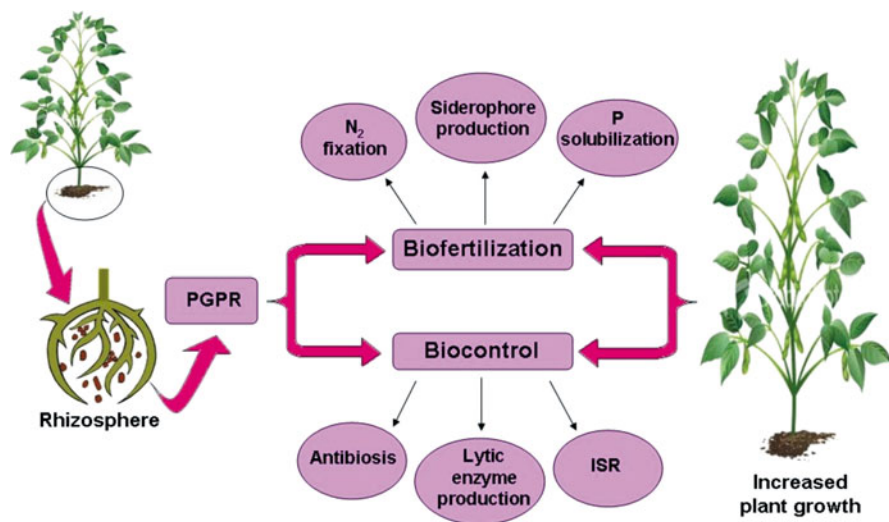 N₂
fixation
Siderophore
production
P
solubilization
Biofertilization
PGPR
Rhizosphere
Biocontrol
Antibiosis
Lytic
enzyme
production
ISR
Increased
plant growth